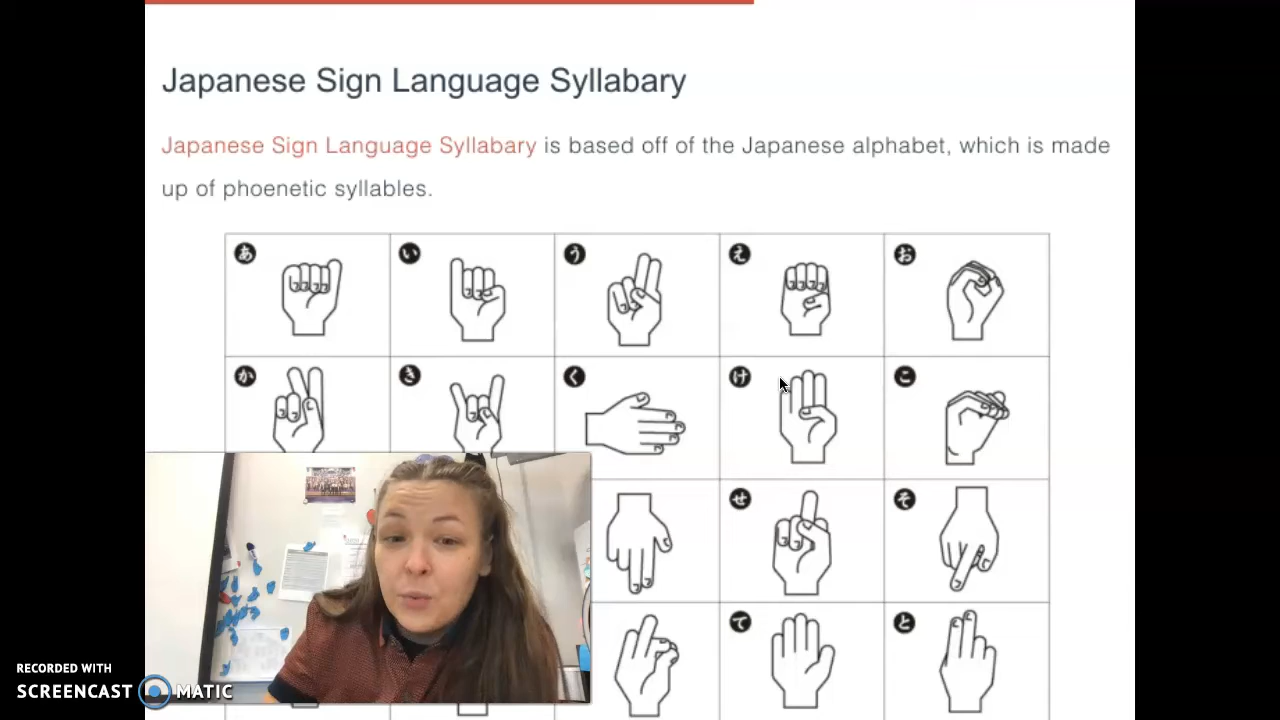 Japanese Sign Language Syllabary
Japanese Sign Language Syllabary is based off of the Japanese alphabet, which is made
up of phoenetic syllables.
あ い う え お
か き く け こ
せ そ
て と
RECORDED WITH
SCREENCAST MATIC